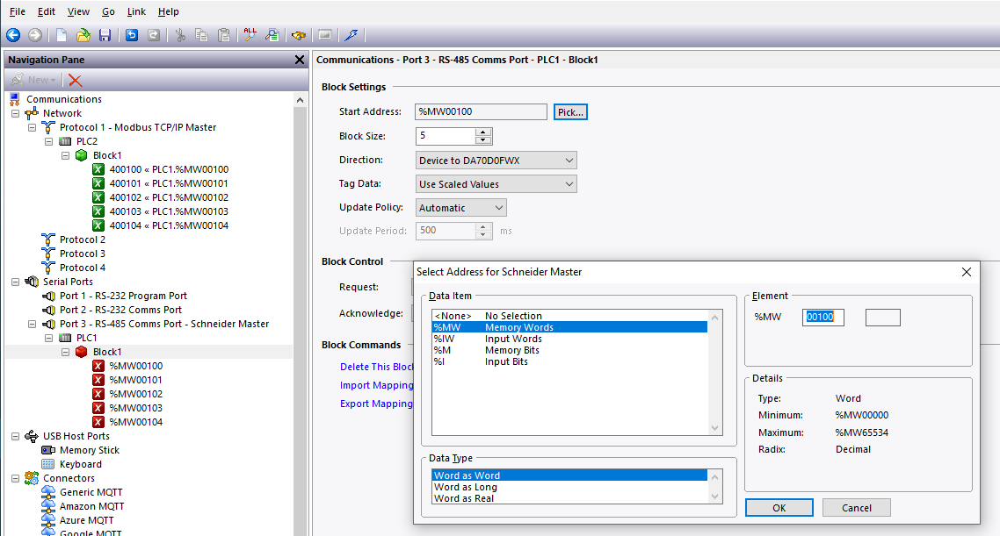 File Edit View Go Link Help
ALL
Navigation Pane
Communications - Port 3 - RS-485 Comms Port - PLC1 - Block1
New
Communications
Network
Protocol 1 - Modbus TCP/IP Master
PLC2
Block1
400100 « PLC1.%MW00100
400101 « PLC1.%MW00101
400102 « PLC1.%MW00102
400103 « PLC1.%MW00103
400104 « PLC1.%MW00104
Protocol 2
Protocol 3
Protocol 4
Serial Ports
Port 1 - RS-232 Program Port
Port 2 - RS-232 Comms Port
Port 3 - RS-485 Comms Port - Schneider Master
PLC1
Block1
%MW00100
%MW00101
%MW00102
%MW00103
%MW00104
USB Host Ports
Memory Stick
Keyboard
Connectors
Generic MQTT
Amazon MQTT
Azure MQTT
Google MQTT
Block Settings
Start Address: %MW00100 Pick...
Block Size: 5
Direction: Device to DA70D0FWX
Tag Data: Use Scaled Values
Update Policy: Automatic
Update Period: 500 ms
Block Control
Request:
Acknowledge:
Block Commands
Delete This Bloc
Import Mapping
Export Mapping
Select Address for Schneider Master
Data Item
<None> No Selection
%MW Memory Words
%IW Input Words
%M Memory Bits
%I Input Bits
Data Type
Word as Word
Word as Long
Word as Real
Element
%MW 00100
Details
Type: Word
Minimum: %MW00000
Maximum: %MW65534
Radix: Decimal
OK Cancel